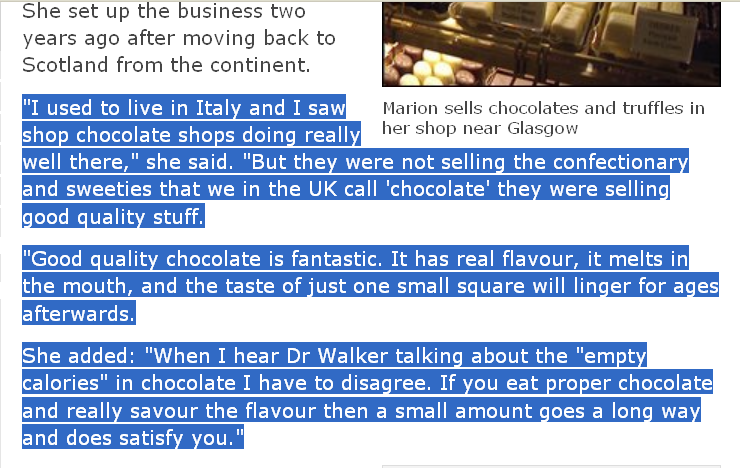 She set up the business two
years ago after moving back to
Scotland from the continent.
"I used to live in Italy and I saw
shop chocolate shops doing really
well there," she said. "But they were not selling the confectionary
and sweeties that we in the UK call 'chocolate' they were selling
good quality stuff.
"Good quality chocolate is fantastic. It has real flavour, it melts in
the mouth, and the taste of just one small square will linger for ages
afterwards.
She added: "When I hear Dr Walker talking about the "empty
calories" in chocolate I have to disagree. If you eat proper chocolate
and really savour the flavour then a small amount goes a long way
and does satisfy you."
Marion sells chocolates and truffles in
her shop near Glasgow